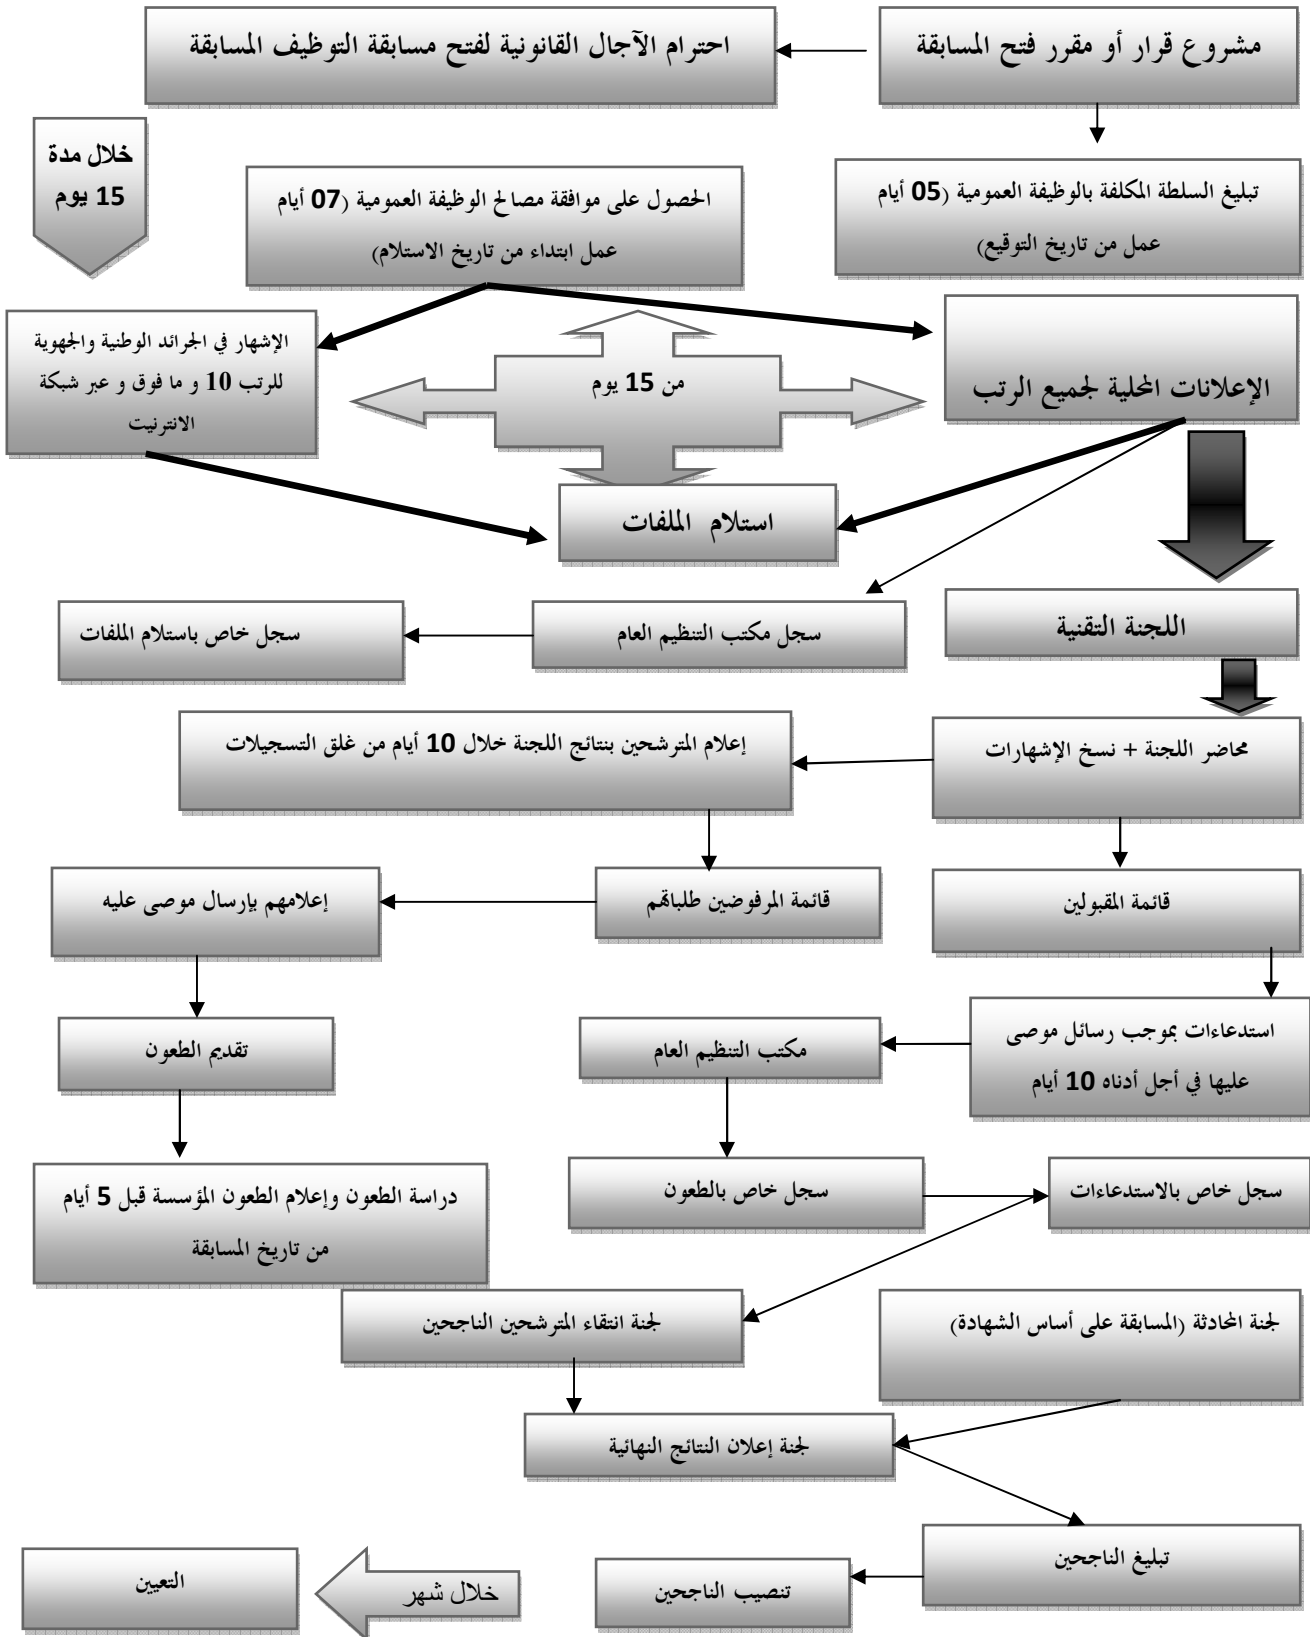 مشروع قرار أو مقرر فتح المسابقة
احترام الآجال القانونية لفتح مسابقة التوظيف المسابقة
خلال مدة
15 يوم
تبليغ السلطة المكلفة بالوظيفة العمومية (05 أيام
عمل من تاريخ التوقيع)
الحصول على موافقة مصالح الوظيفة العمومية (07 أيام
عمل ابتداء من تاريخ الاستلام)
الإعلانات المحلية لجميع الرتب
من 15 يوم
الإشهار في الجرائد الوطنية والجهوية
للرتب 10 و ما فوق و عبر شبكة
الانترنيت
استلام الملفات
اللجنة التقنية
سجل مكتب التنظيم العام
سجل خاص باستلام الملفات
محاضر اللجنة + نسخ الإشهارات
إعلام المترشحين بنتائج اللجنة خلال 10 أيام من غلق التسجيلات
قائمة المقبولين
قائمة المرفوضين طلباتهم
إعلامهم بإرسال موصى عليه
استدعاءات بموجب رسائل موصى
عليها في أجل أدناه 10 أيام
مكتب التنظيم العام
تقديم الطعون
سجل خاص بالاستدعاءات
سجل خاص بالطعون
دراسة الطعون وإعلام الطعون المؤسسة قبل 5 أيام
من تاريخ المسابقة
لجنة المحادثة (المسابقة على أساس الشهادة)
لجنة انتقاء المترشحين الناجحين
لجنة إعلان النتائج النهائية
تبليغ الناجحين
تنصيب الناجحين
خلال شهر
التعيين